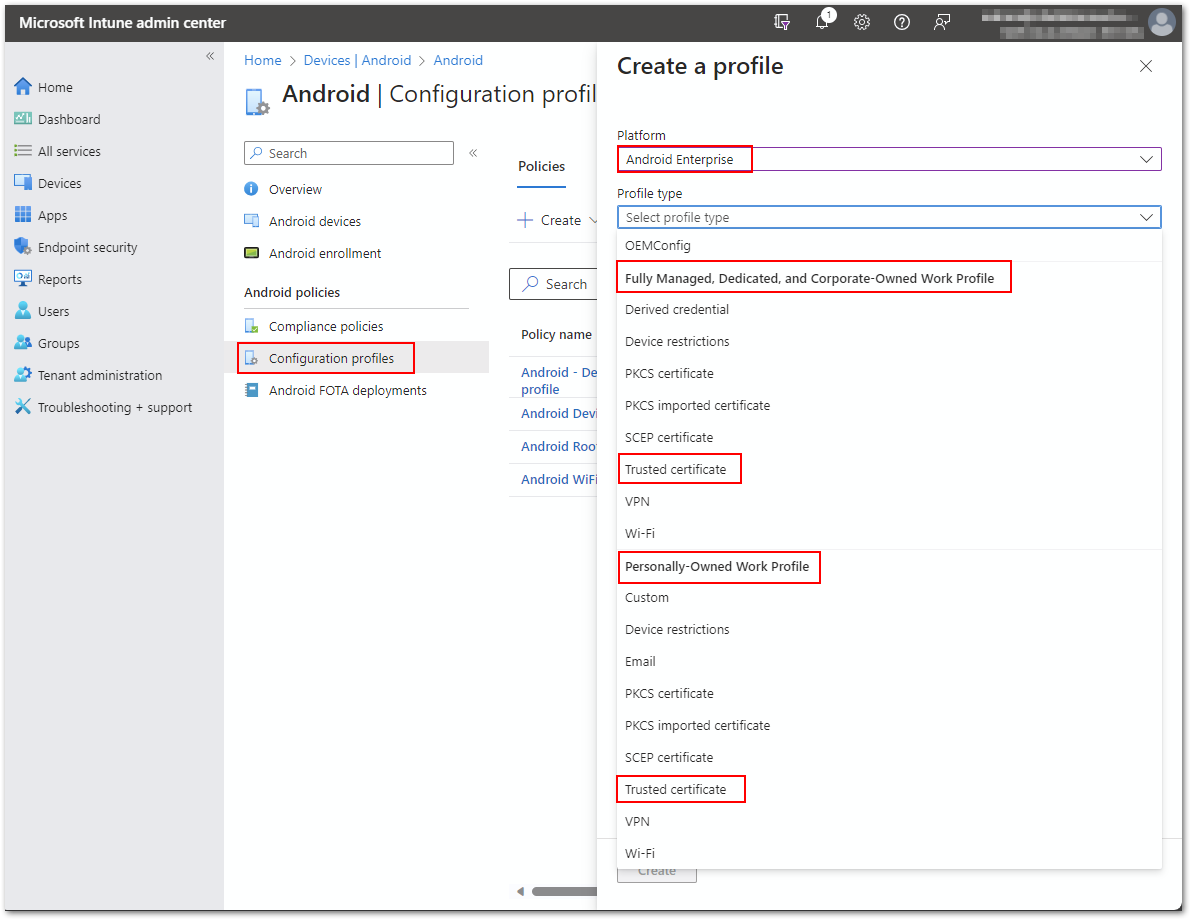 Microsoft Intune admin center
1
Home
Dashboard
All services
Devices
Apps
Endpoint security
Reports
Users
Groups
Tenant administration
Troubleshooting + support
Home > Devices | Android > Android
Android | Configuration profil
Search
Overview
Android devices
Android enrollment
Android policies
Compliance policies
Configuration profiles
Android FOTA deployments
Policies
Create
Search
Policy name
Android - De
profile
Android Devi
Android Roo
Android WiFi
Create a profile
Platform
Android Enterprise
Profile type
Select profile type
OEMConfig
Fully Managed, Dedicated, and Corporate-Owned Work Profile
Derived credential
Device restrictions
PKCS certificate
PKCS imported certificate
SCEP certificate
Trusted certificate
VPN
Wi-Fi
Personally-Owned Work Profile
Custom
Device restrictions
Email
PKCS certificate
PKCS imported certificate
SCEP certificate
Trusted certificate
VPN
Wi-Fi
Create